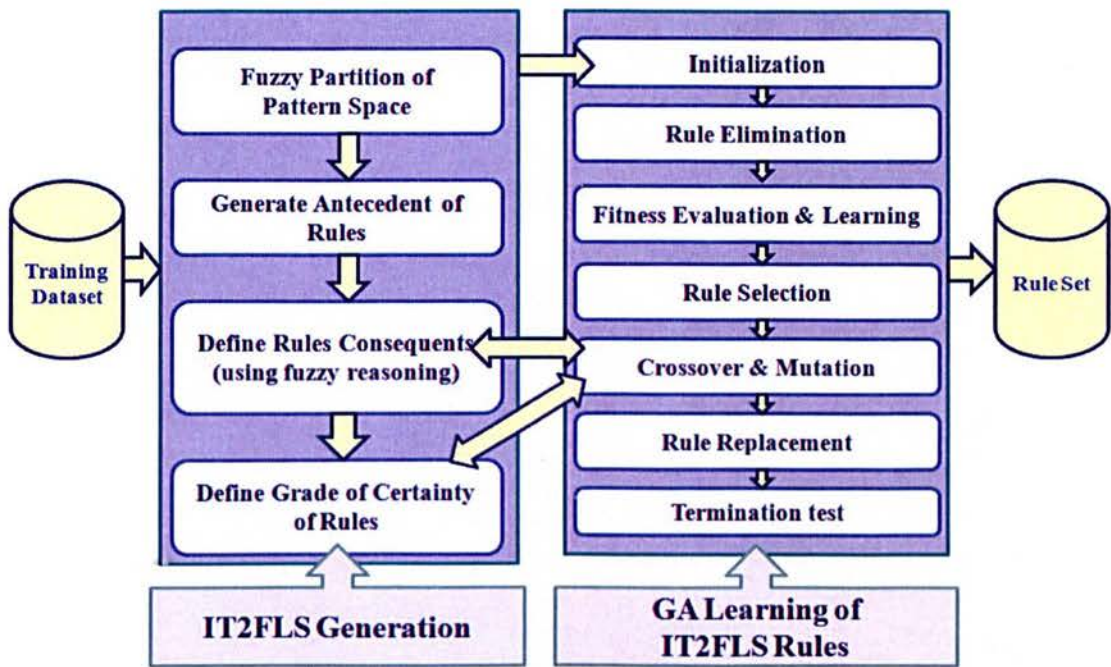 Training
Dataset
Fuzzy Partition of
Pattern Space
Generate Antecedent of
Rules
Define Rules Consequents
(using fuzzy reasoning)
Define Grade of Certainty
of Rules
IT2FLS Generation
Initialization
Rule Elimination
Fitness Evaluation & Learning
Rule Selection
Crossover & Mutation
Rule Replacement
Termination test
GA Learning of
IT2FLS Rules
Rule Set